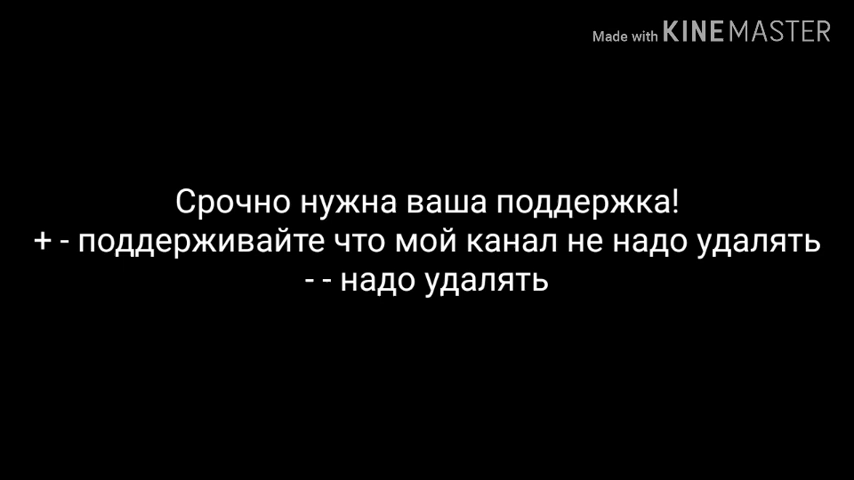 Made with KINEMASTER
Срочно нужна ваша поддержка!
+ - поддерживайте что мой канал не надо удалять
- - надо удалять